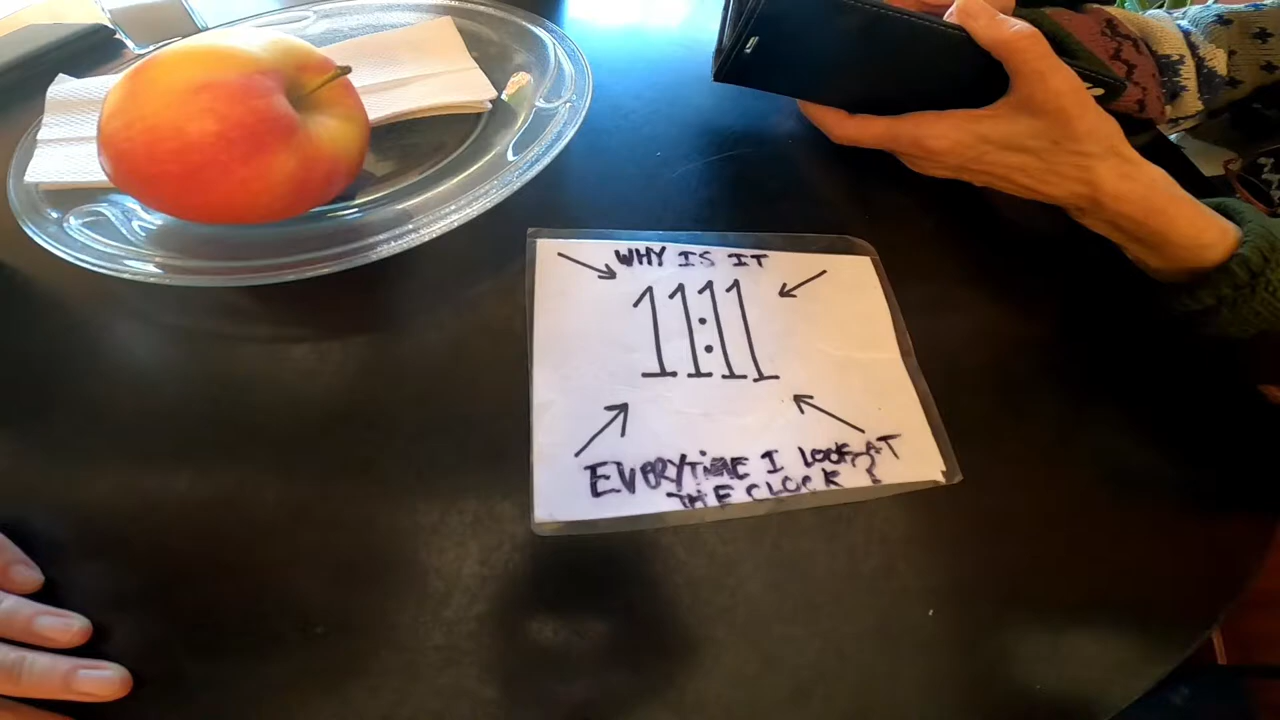 WHY IS IT
11:11
EVERYTIME I LOOK AT
THE CLOCK ?